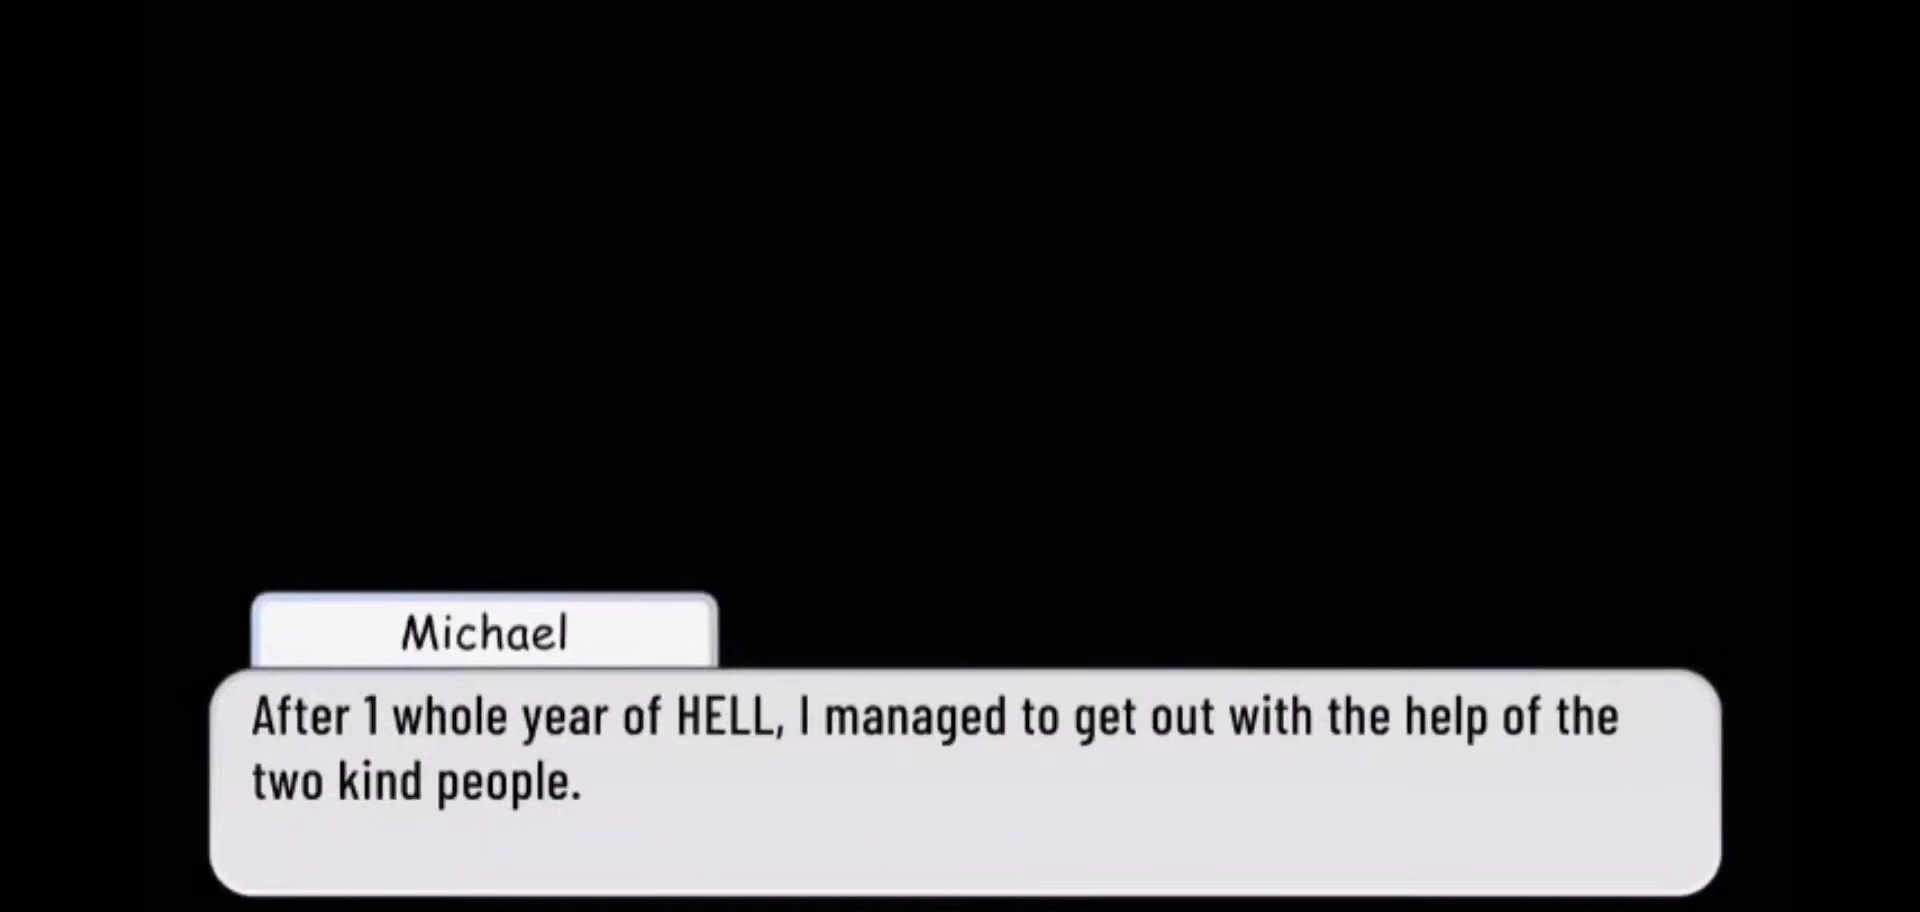 Michael
After 1 whole year of HELL, I managed to get out with the help of the
two kind people.